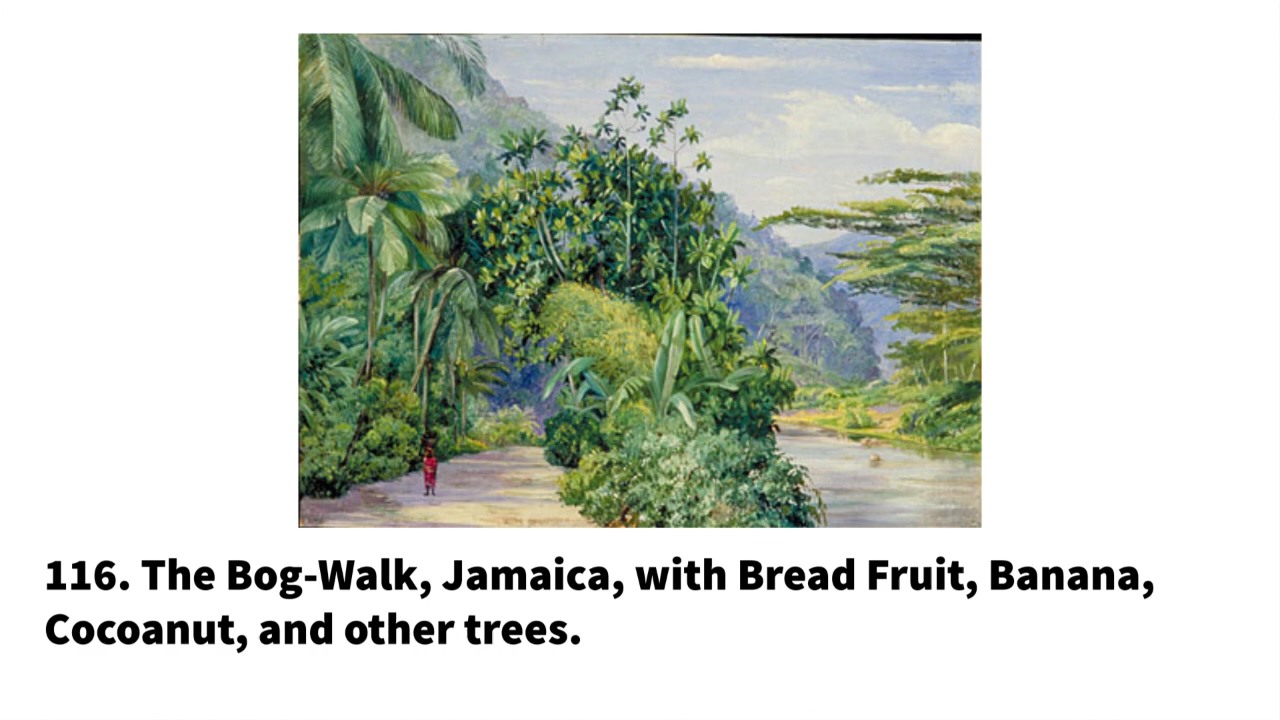 116. The Bog-Walk, Jamaica, with Bread Fruit, Banana,
Cocoanut, and other trees.